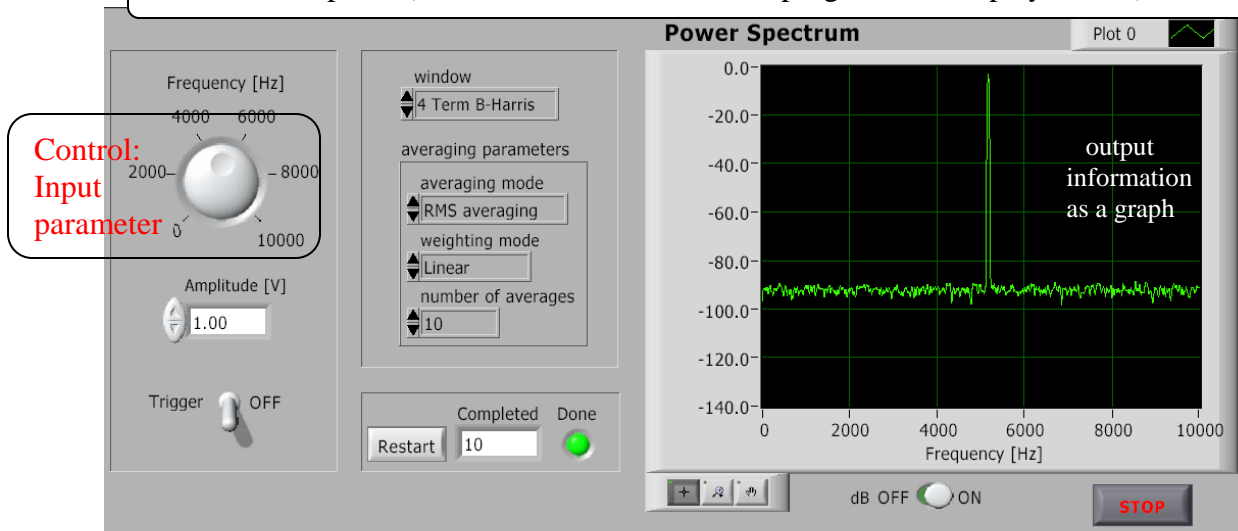 Power Spectrum
Plot 0
Frequency [Hz]
4000 6000
2000
8000
0
10000
Control:
Input
parameter
Amplitude [V]
1.00
Trigger
OFF
window
4 Term B-Harris
averaging parameters
averaging mode
RMS averaging
weighting mode
Linear
number of averages
10
Restart
Completed
10
Done
0.0
-20.0
-40.0
-60.0
-80.0
-100.0
-120.0
-140.0
output
information
as a graph
0 2000 4000 6000 8000 10000
Frequency [Hz]
dB OFF ON
STOP